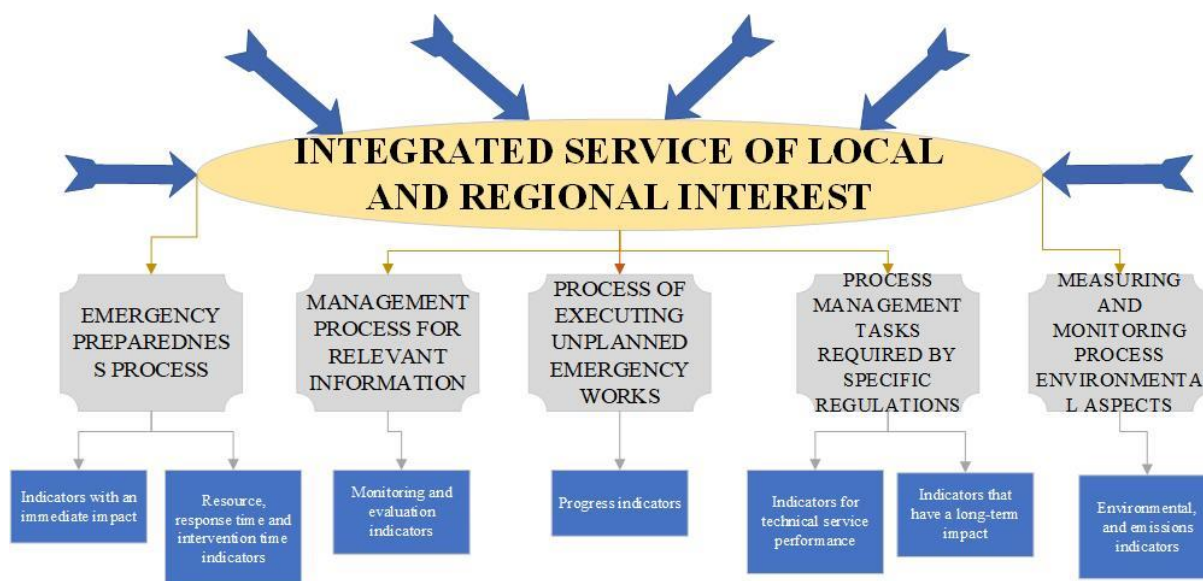 INTEGRATED SERVICE OF LOCAL
AND REGIONAL INTEREST
EMERGENCY
PREPAREDNES
S PROCESS
MANAGEMENT
PROCESS FOR
RELEVANT
INFORMATION
PROCESS OF
EXECUTING
UNPLANNED
EMERGENCY
WORKS
PROCESS
MANAGEMENT
TASKS
REQUIRED BY
SPECIFIC
REGULATIONS
MEASURING
AND
MONITORING
PROCESS
ENVIRONMENTA
L ASPECTS
Indicators with an
immediate impact
Resource,
response time and
intervention time
indicators
Monitoring and
evaluation
indicators
Progress indicators
Indicators for
technical service
performance
Indicators that
have a long-term
impact
Environmental,
and emissions
indicators